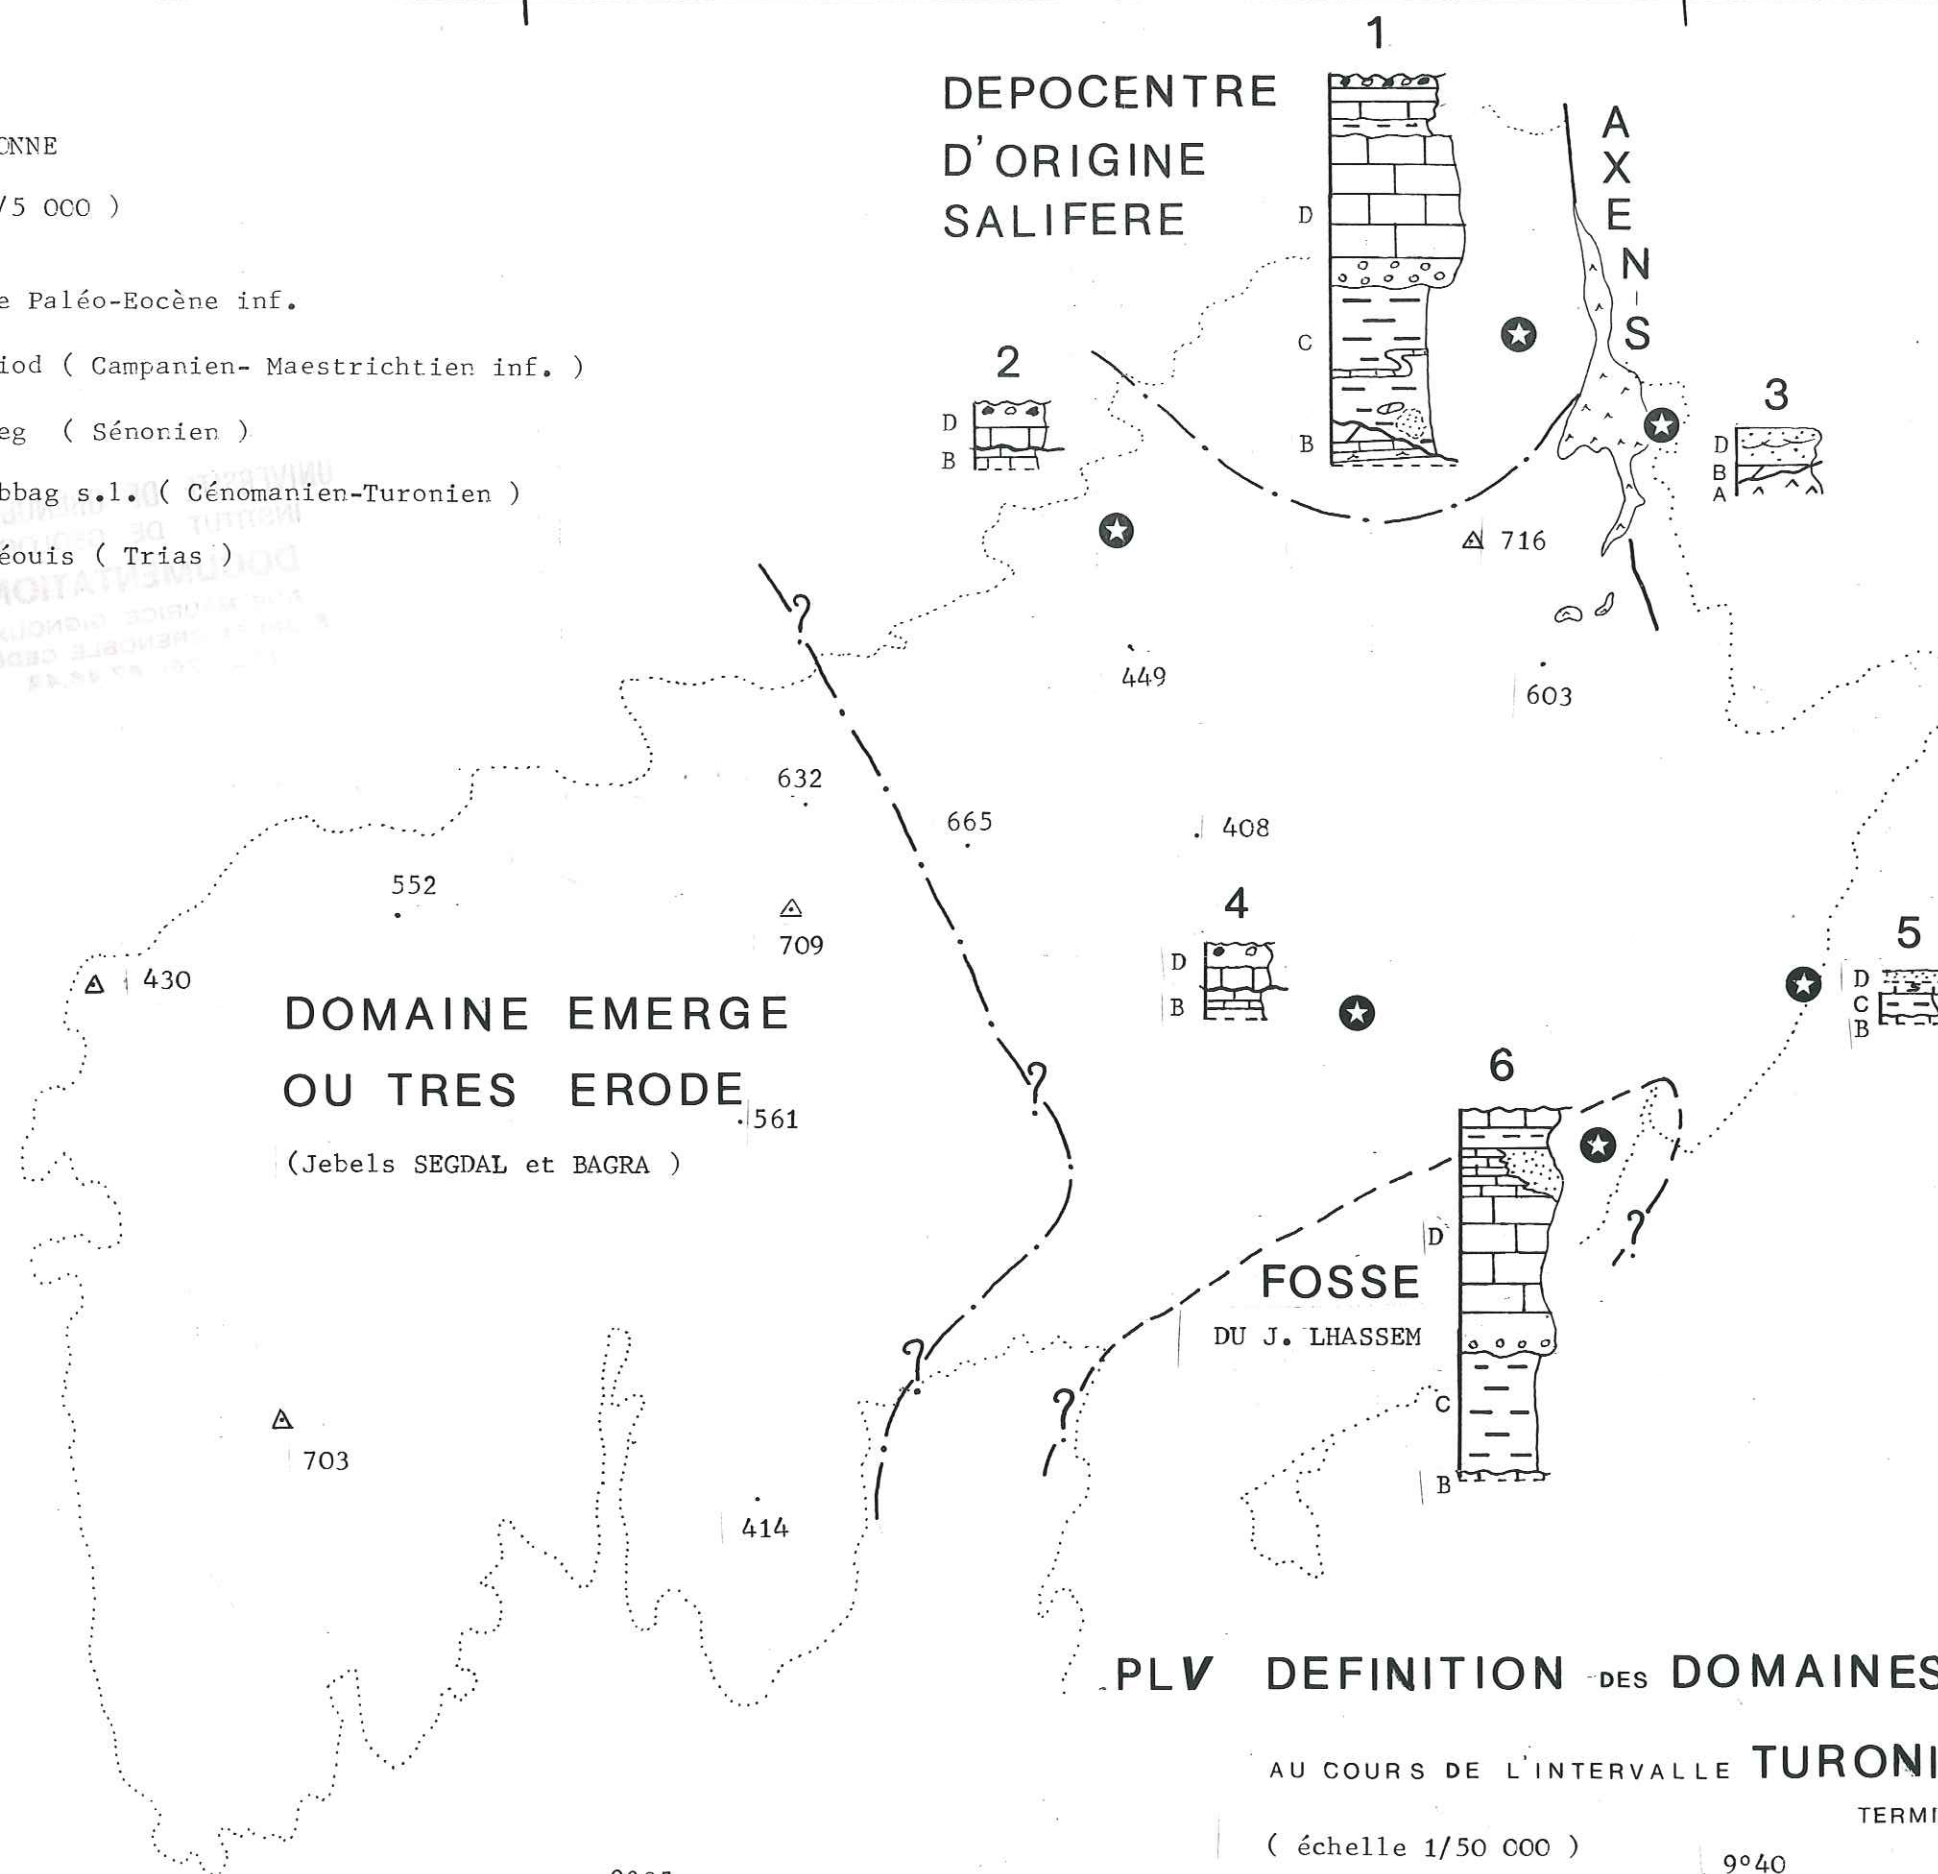 ONNE
/5 000 )
e Paléo-Eocène inf.
iod ( Campanien- Maestrichtien inf. )
eg ( Sénonien )
bbag s.l. ( Cénomanien-Turonien )
éouis ( Trias )
DEPOCENTRE
D'ORIGINE
SALIFERE
1
D
C
B
AXE N-S
2
D
B
3
D
B
A
716
449
603
632
665
408
552
709
430
4
D
B
5
D
C
B
DOMAINE EMERGE
OU TRES ERODE
(Jebels SEGDAL et BAGRA )
561
6
D
C
B
FOSSE
DU J. LHASSEM
?
?
?
?
?
703
414
PLV DEFINITION DES DOMAINES
AU COURS DE L'INTERVALLE TURONI
TERMI
( échelle 1/50 000 )
9º40